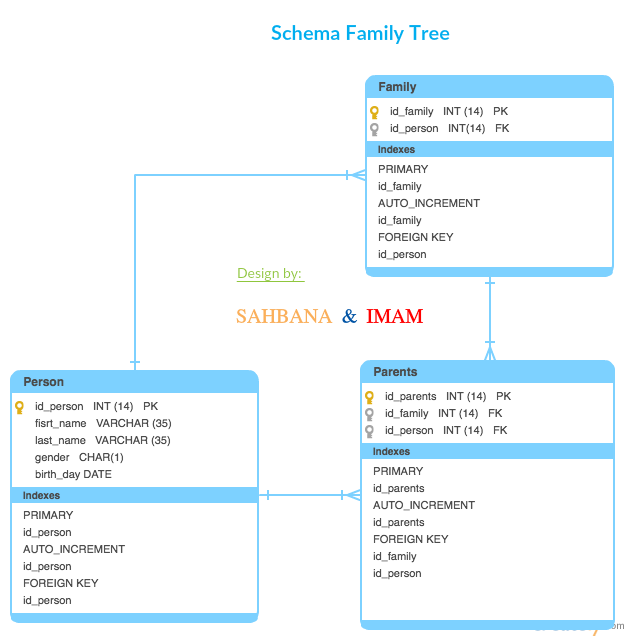 Schema Family Tree
Family
id_family INT (14) PK
id_person INT(14) FK
Indexes
PRIMARY
id_family
AUTO_INCREMENT
id_family
FOREIGN KEY
id_person
Design by:
SAHBANA & IMAM
Person
id_person INT (14) PK
fisrt_name VARCHAR (35)
last_name VARCHAR (35)
gender CHAR(1)
birth_day DATE
Indexes
PRIMARY
id_person
AUTO_INCREMENT
id_person
FOREIGN KEY
id_person
Parents
id_parents INT (14) PK
id_family INT (14) FK
id_person INT (14) FK
Indexes
PRIMARY
id_parents
AUTO_INCREMENT
id_parents
FOREIGN KEY
id_family
id_person